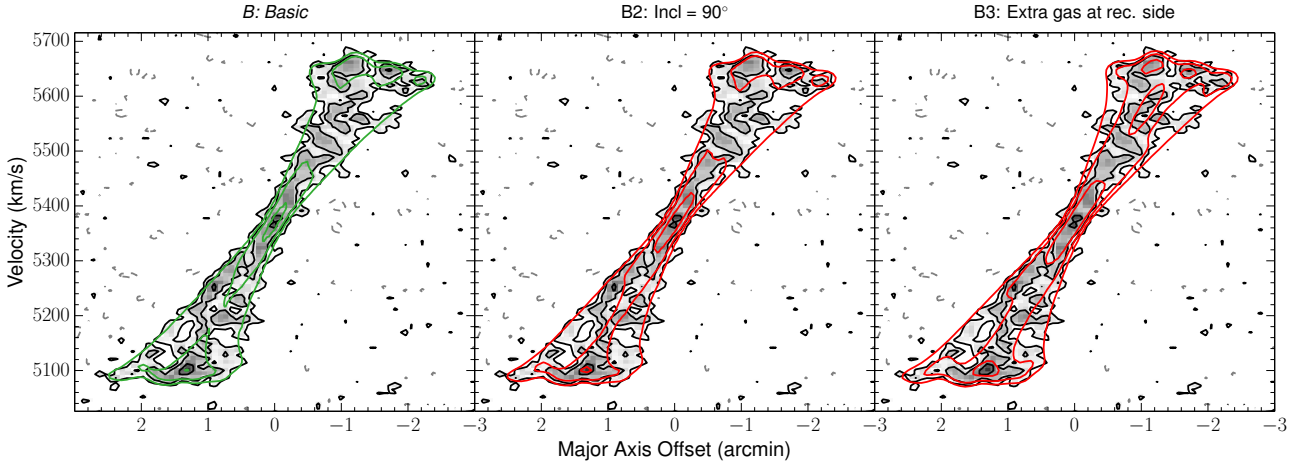 B: Basic
B2: Incl = 90°
B3: Extra gas at rec. side
Velocity (km/s)
5700
5600
5500
5400
5300
5200
5100
2 1 0 −1 −2 −3 2 1 0 −1 −2 −3 2 1 0 −1 −2 −3
Major Axis Offset (arcmin)